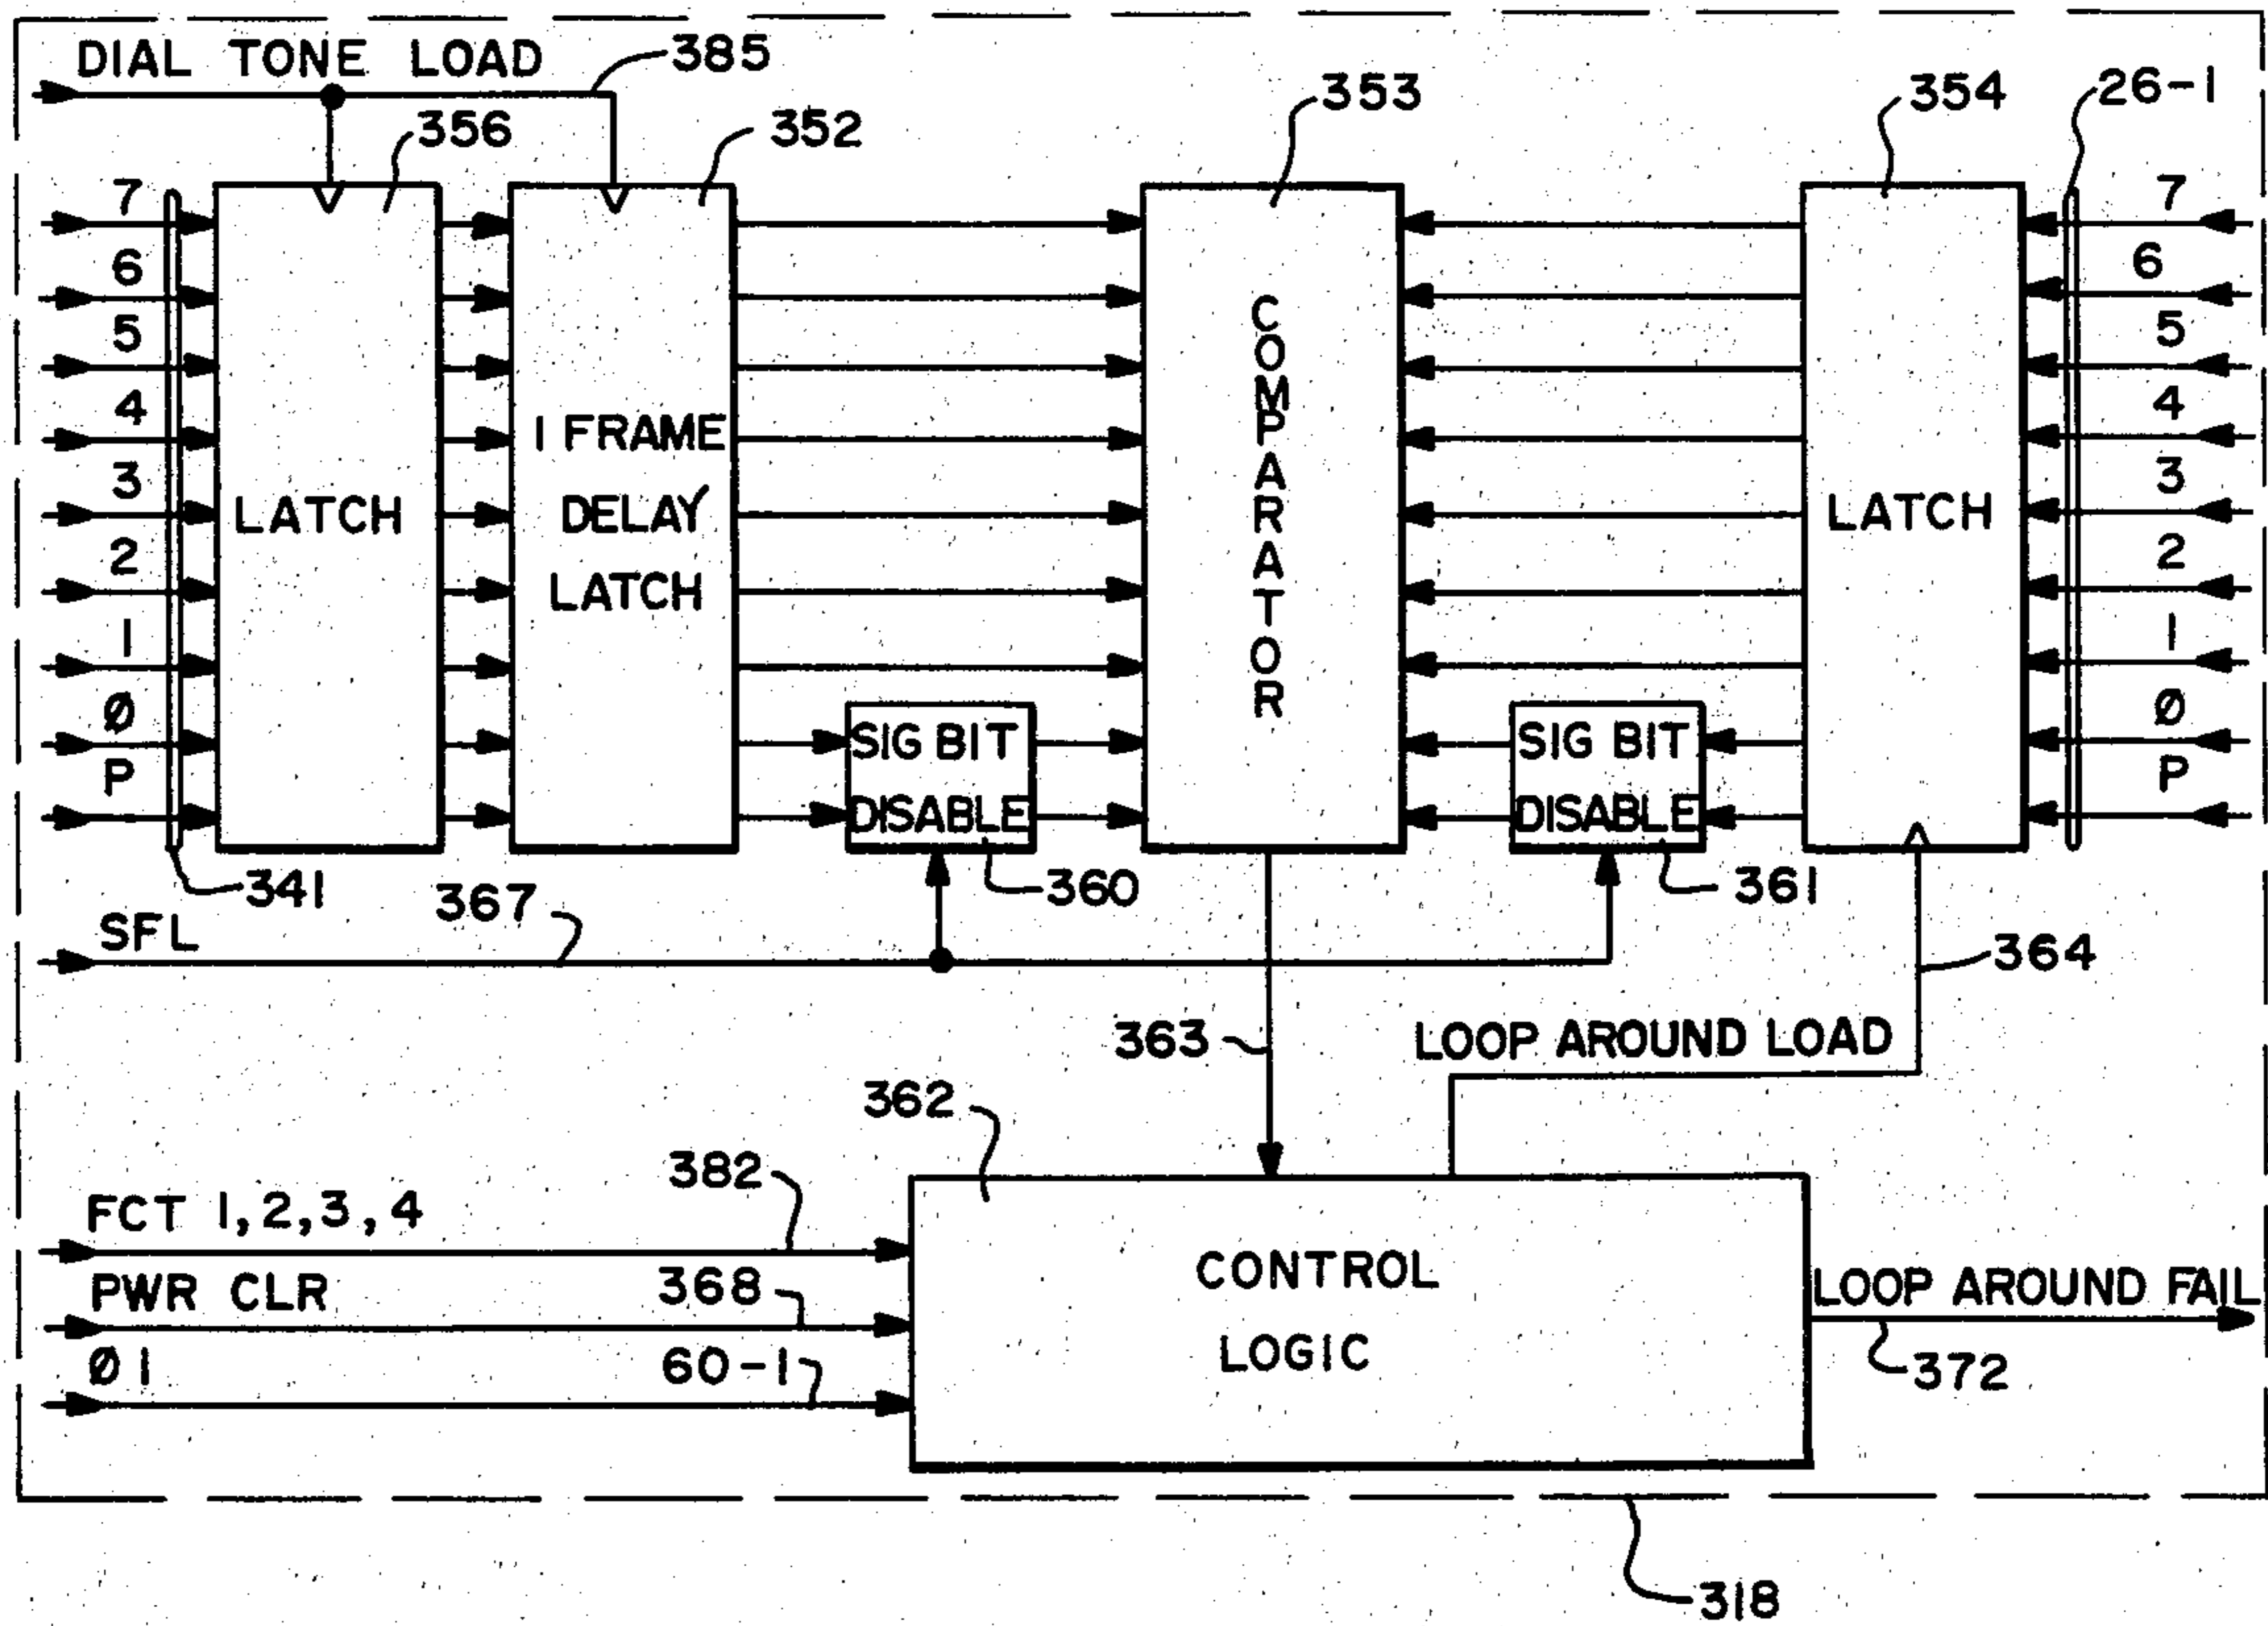 DIAL TONE LOAD
385
356
352
353
354
26-1
7
6
5
4
3
2
1
Ø
P
LATCH
1 FRAME
DELAY
LATCH
COMPARATOR
LATCH
7
6
5
4
3
2
1
Ø
P
SIG BIT
DISABLE
SIG BIT
DISABLE
341
360
361
SFL
367
364
363
LOOP AROUND LOAD
362
FCT 1,2,3,4
382
PWR CLR
368
Ø1
60-1
CONTROL
LOGIC
LOOP AROUND FAIL
372
318